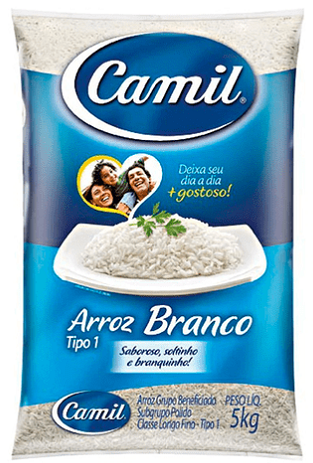 Camil
Deixa seu
dia a dia
+gostoso!
Arroz Branco
Tipo 1
Saboroso, soltinho
e branquinho!
Camil
Arroz Grupo Beneficiado
Subgrupo Polido
Classe Longo Fino - Tipo 1
PESO LÍQ.
5kg